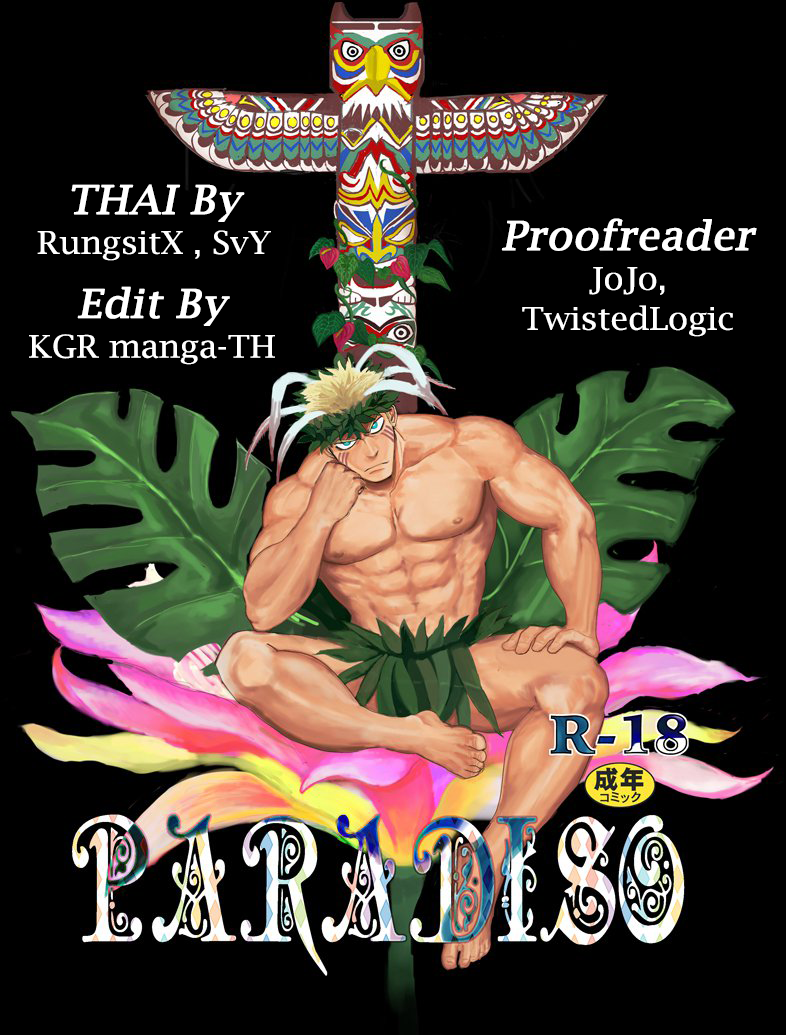 THAI By
RungsitX , SvY
Edit By
KGR manga-TH
Proofreader
JoJo,
TwistedLogic
R-18
成年
コミック
PARADISO